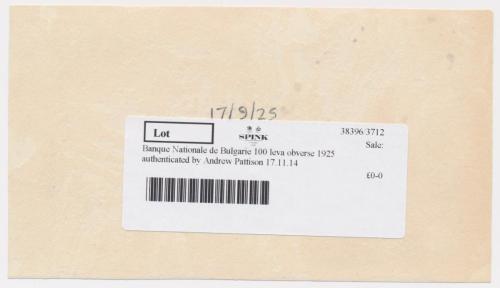 17/9/25
Lot
SPINK
38396/3712
Sale:
Banque Nationale de Bulgarie 100 leva obverse 1925
authenticated by Andrew Pattison 17.11.14
£0-0